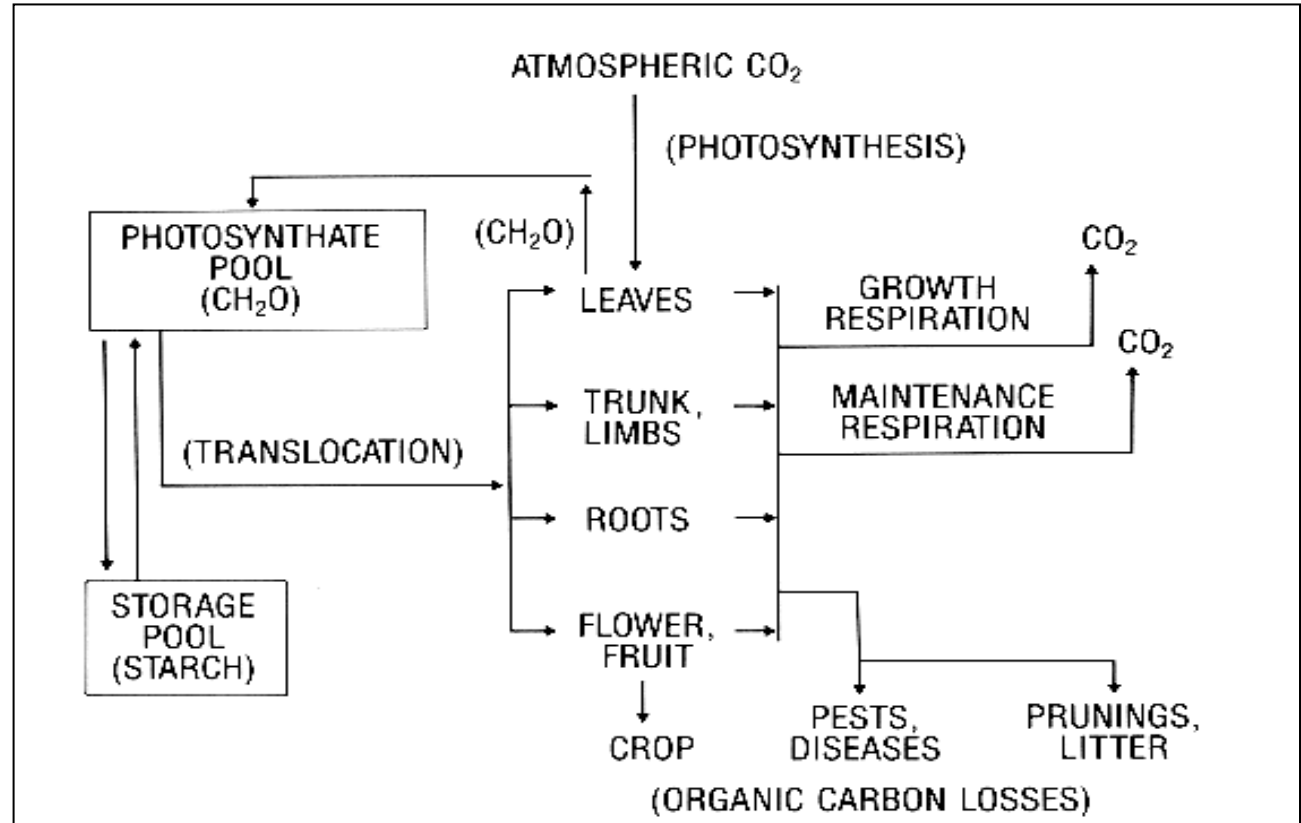 ATMOSPHERIC CO₂
(PHOTOSYNTHESIS)
PHOTOSYNTHATE
POOL
(CH₂O)
(CH₂O)
LEAVES
GROWTH
RESPIRATION
CO₂
CO₂
TRUNK,
LIMBS
MAINTENANCE
RESPIRATION
(TRANSLOCATION)
ROOTS
STORAGE
POOL
(STARCH)
FLOWER,
FRUIT
CROP
PESTS,
DISEASES
PRUNINGS,
LITTER
(ORGANIC CARBON LOSSES)